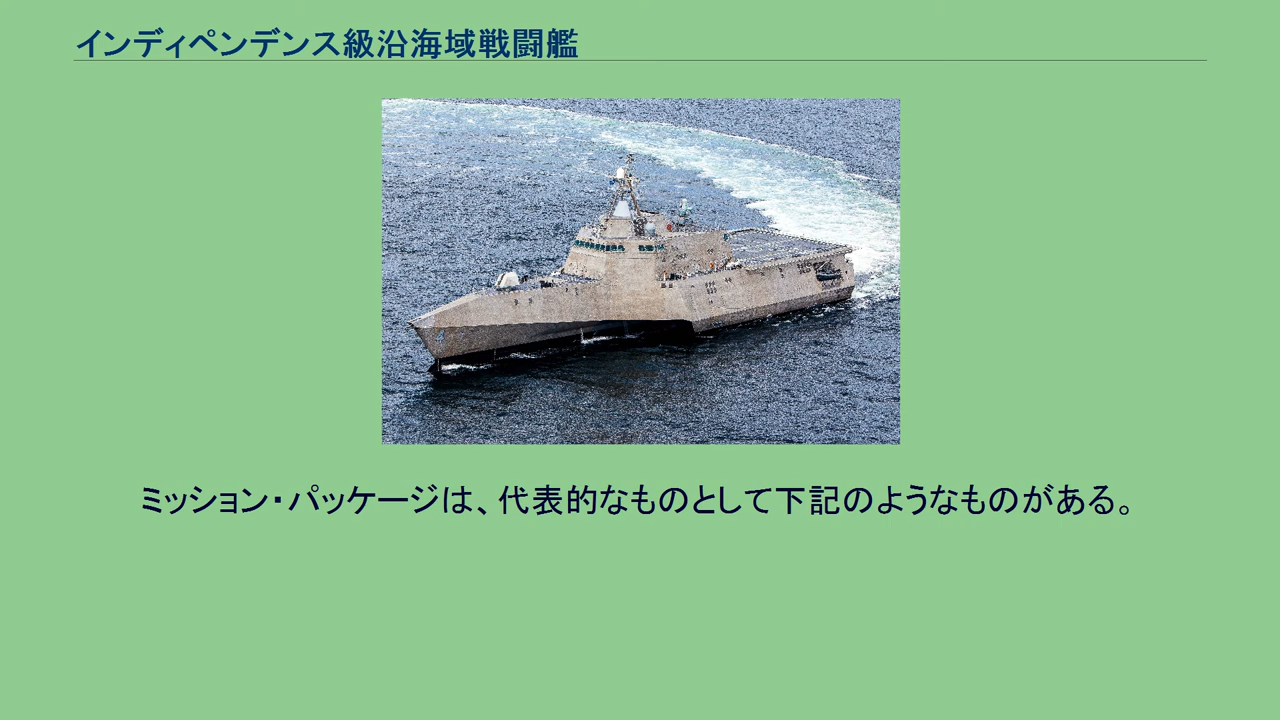 インディペンデンス級沿海域戦闘艦
ミッション・パッケージは、代表的なものとして下記のようなものがある。